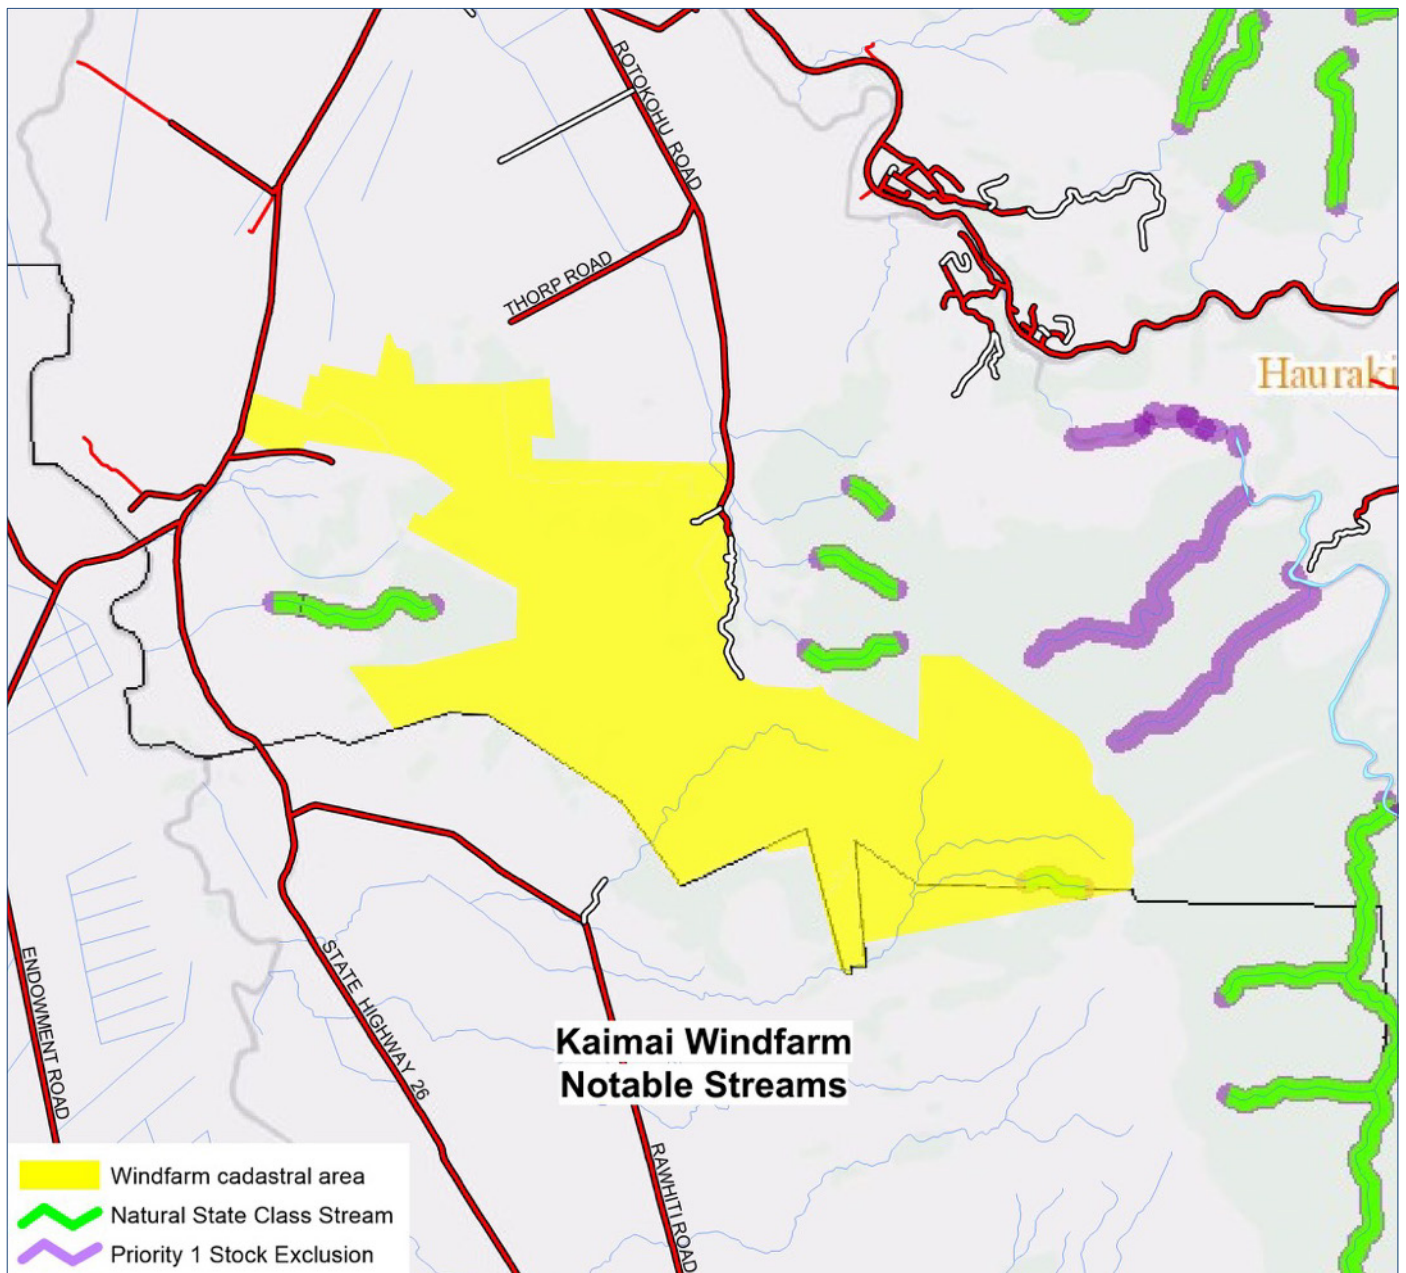 ROTOKOHU ROAD
THORP ROAD
Hauraki
ENDOWMENT ROAD
STATE HIGHWAY 26
Kaimai Windfarm
Notable Streams
RAWHITI ROAD
Windfarm cadastral area
Natural State Class Stream
Priority 1 Stock Exclusion